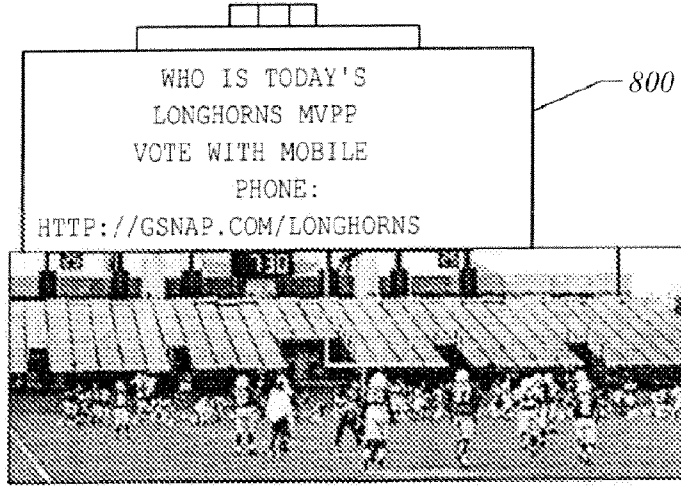 WHO IS TODAY'S
LONGHORNS MVPP
VOTE WITH MOBILE
PHONE:
HTTP://GSNAP.COM/LONGHORNS
800